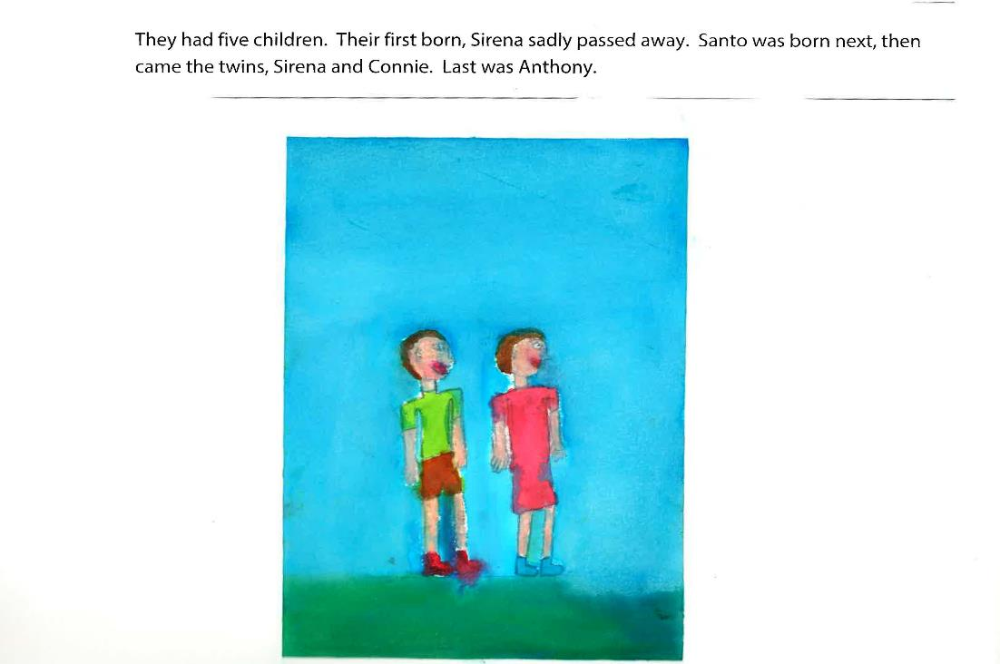 They had five children.  Their first born, Sirena sadly passed away.  Santo was born next, then
came the twins, Sirena and Connie.  Last was Anthony.